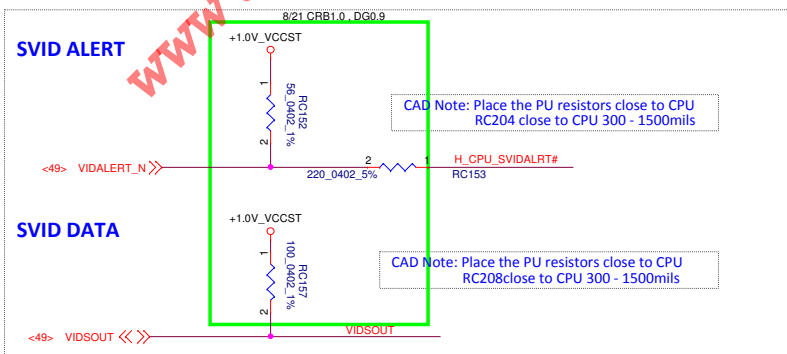 8/21 CRB1.0 , DG0.9
www
SVID ALERT
+1.0V_VCCST
1
RC152
56_0402_1%
2
CAD Note: Place the PU resistors close to CPU
RC204 close to CPU 300 - 1500mils
<49> VIDALERT_N
2
1
H_CPU_SVIDALRT#
220_0402_5%
RC153
SVID DATA
+1.0V_VCCST
1
RC157
100_0402_1%
2
CAD Note: Place the PU resistors close to CPU
RC208close to CPU 300 - 1500mils
<49> VIDSOUT
VIDSOUT